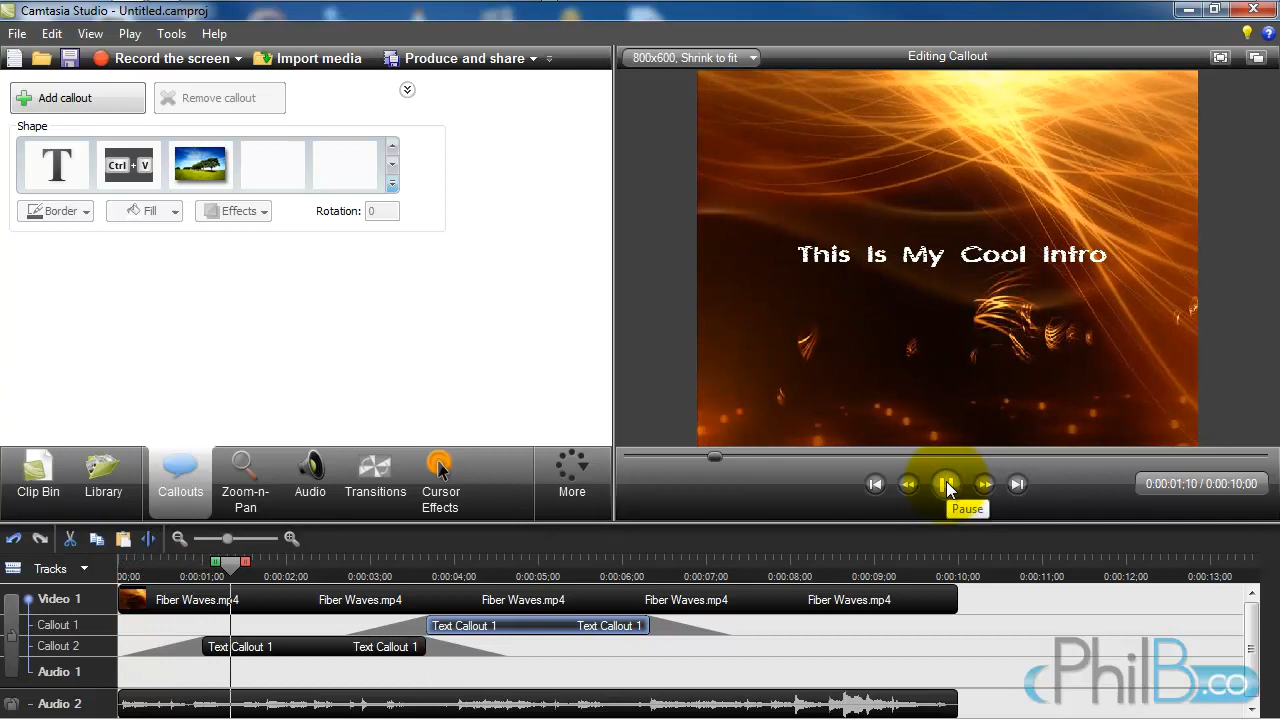 Camtasia Studio - Untitled.camproj
File Edit View Play Tools Help
Record the screen Import media Produce and share
800x600, Shrink to fit
Editing Callout
Add callout Remove callout
Shape
T Ctrl + V
Border Fill Effects Rotation: 0
This Is My Cool Intro
Clip Bin Library Callouts Zoom-n-Pan Audio Transitions Cursor Effects More
0:00:01;10 / 0:00:10;00
Pause
Tracks
00;00 0:00:01;00 0:00:02;00 0:00:03;00 0:00:04;00 0:00:05;00 0:00:06;00 0:00:07;00 0:00:08;00 0:00:09;00 0:00:10;00 0:00:11;00 0:00:12;00 0:00:13;00
Video 1 Fiber Waves.mp4 Fiber Waves.mp4 Fiber Waves.mp4 Fiber Waves.mp4 Fiber Waves.mp4
Callout 1 Text Callout 1 Text Callout 1
Callout 2 Text Callout 1 Text Callout 1
Audio 1
Audio 2
PhilB.co